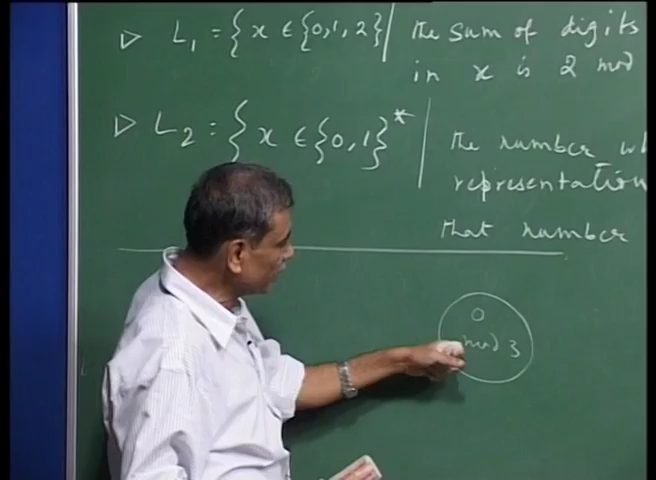 ▷ L₁ = { x ∈ {0,1,2} | the sum of digits
in x is 2 mod
▷ L₂ = { x ∈ {0,1}* | the number
representation
that number
0
mod 3